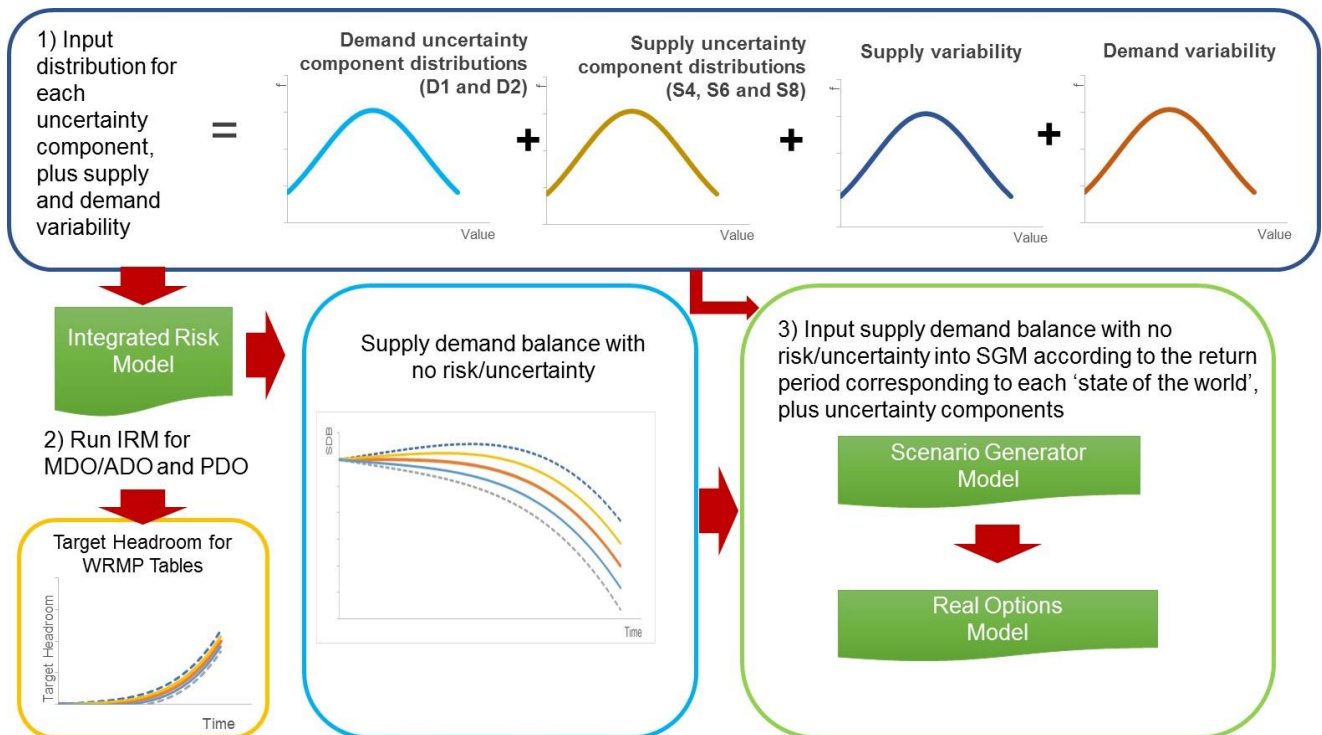 1) Input
distribution for
each
uncertainty
component,
plus supply
and demand
variability
=
Demand uncertainty
component distributions
(D1 and D2)
f
Value
+
Supply uncertainty
component distributions
(S4, S6 and S8)
f
Value
+
Supply variability
f
Value
+
Demand variability
f
Value
Integrated Risk
Model
2) Run IRM for
MDO/ADO and PDO
Target Headroom for
WRMP Tables
Target Headroom
Time
Supply demand balance with
no risk/uncertainty
SDB
Time
3) Input supply demand balance with no
risk/uncertainty into SGM according to the return
period corresponding to each ‘state of the world’,
plus uncertainty components
Scenario Generator
Model
Real Options
Model